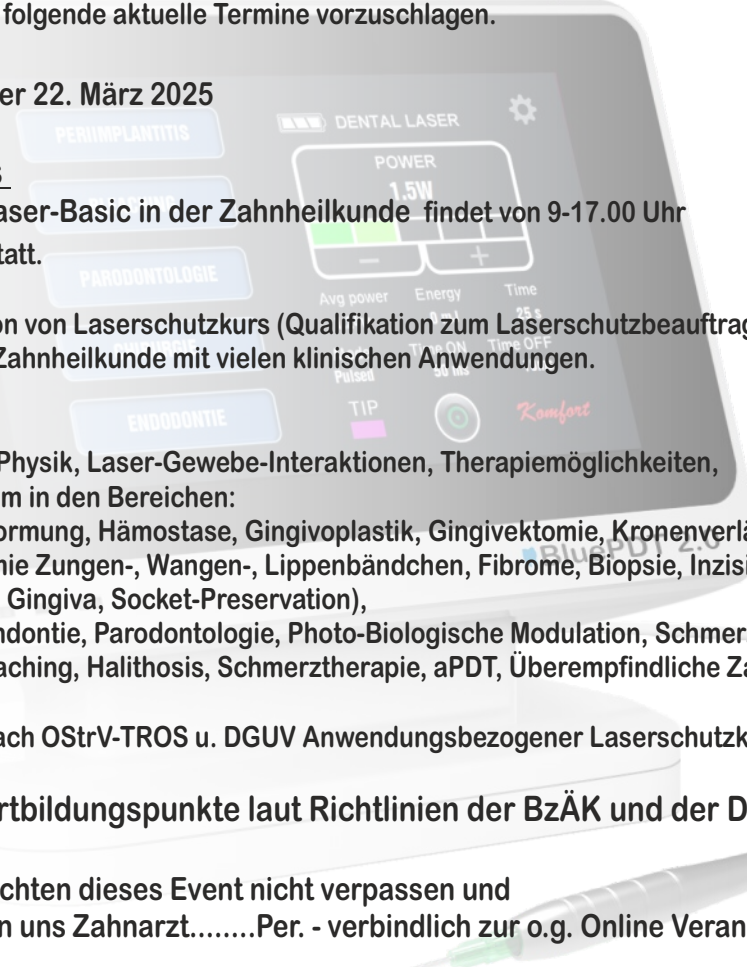 folgende aktuelle Termine vorzuschlagen.
er 22. März 2025
PERIIMPLANTITIS
DENTAL LASER
POWER
1.5W
aser-Basic in der Zahnheilkunde findet von 9-17.00 Uhr
tatt.
PARODONTOLOGIE
Avg power Energy Time
on von Laserschutzkurs (Qualifikation zum Laserschutzbeauftrag
25 s
Zahnheilkunde mit vielen klinischen Anwendungen.
Time ON Time OFF
Pulsed 50 ms
TIP
Komfort
ENDODONTIE
Physik, Laser-Gewebe-Interaktionen, Therapiemöglichkeiten,
m in den Bereichen:
ormung, Hämostase, Gingivoplastik, Gingivektomie, Kronenverlä
BluePDT 2.0
nie Zungen-, Wangen-, Lippenbändchen, Fibrome, Biopsie, Inzisi
Gingiva, Socket-Preservation),
ndontie, Parodontologie, Photo-Biologische Modulation, Schmer
aching, Halithosis, Schmerztherapie, aPDT, Überempfindliche Za
ach OStrV-TROS u. DGUV Anwendungsbezogener Laserschutzk
rtbildungspunkte laut Richtlinien der BzÄK und der D
chten dieses Event nicht verpassen und
n uns Zahnarzt........Per. - verbindlich zur o.g. Online Veran